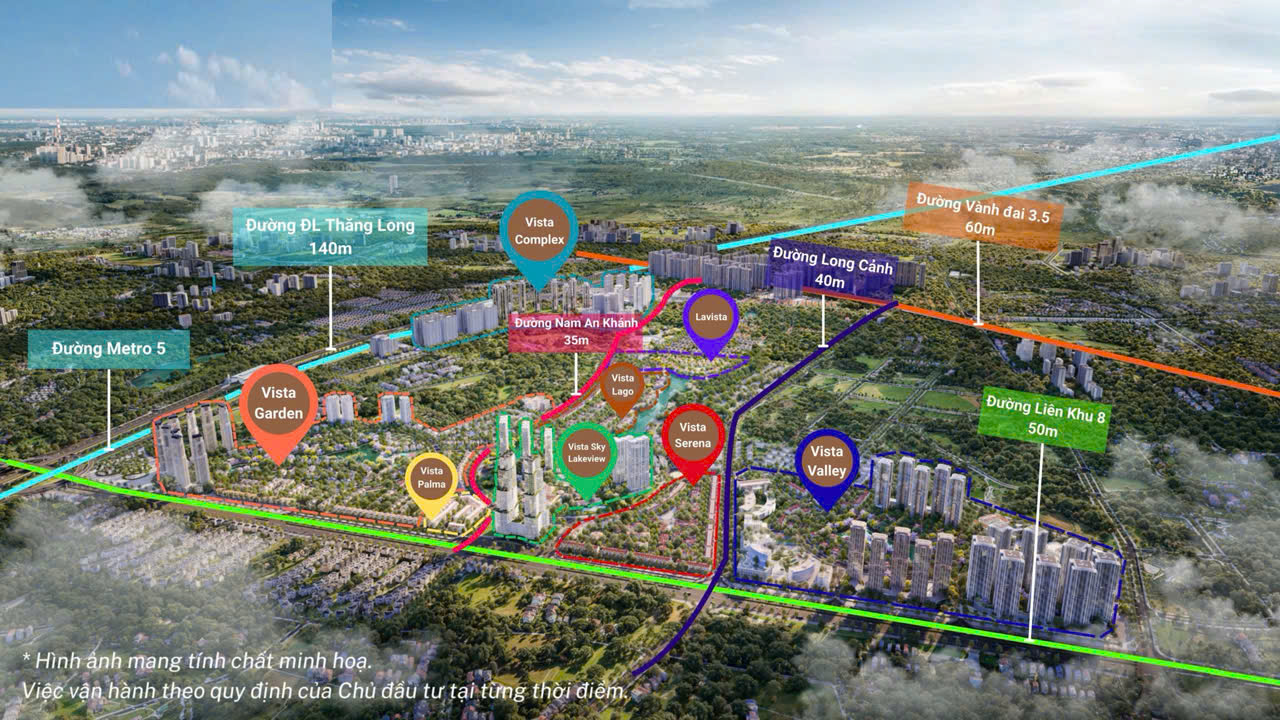 Vista
Complex
Đường ĐL Thăng Long
140m
Đường Vành đai 3.5
60m
Đường Long Cảnh
40m
Đường Nam An Khánh
35m
Lavista
Đường Metro 5
Vista
Garden
Vista
Lago
Đường Liên Khu 8
50m
Vista
Serena
Vista Sky
Lakeview
Vista
Palma
Vista
Valley
* Hình ảnh mang tính chất minh hoạ.
Việc vận hành theo quy định của Chủ đầu tư tại từng thời điểm.